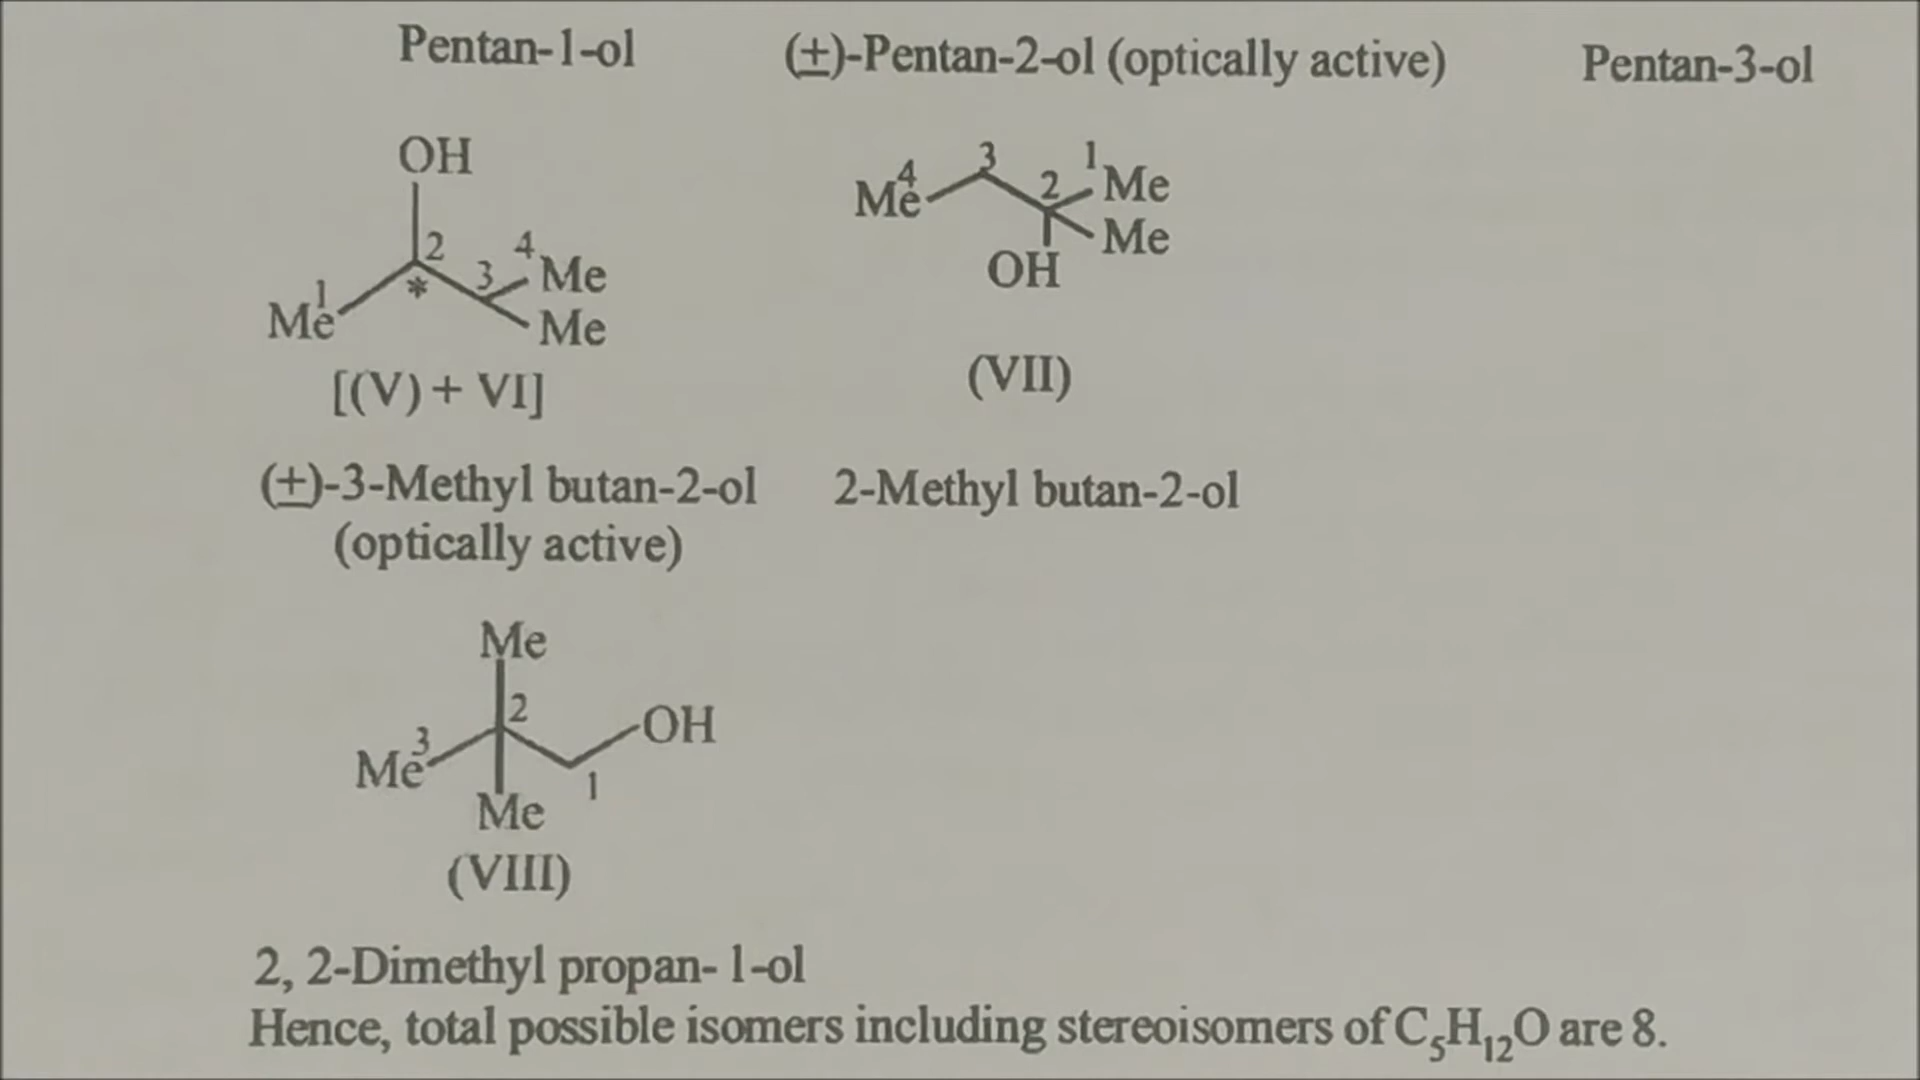 Pentan-1-ol (±)-Pentan-2-ol (optically active) Pentan-3-ol
OH
2
1
Me
*
3
4
Me
Me
[(V) + VI]
4
Me
3
2
1
Me
Me
OH
(VII)
(±)-3-Methyl butan-2-ol 2-Methyl butan-2-ol
(optically active)
Me
2
3
Me
OH
1
Me
(VIII)
2, 2-Dimethyl propan- 1-ol
Hence, total possible isomers including stereoisomers of C₅H₁₂O are 8.